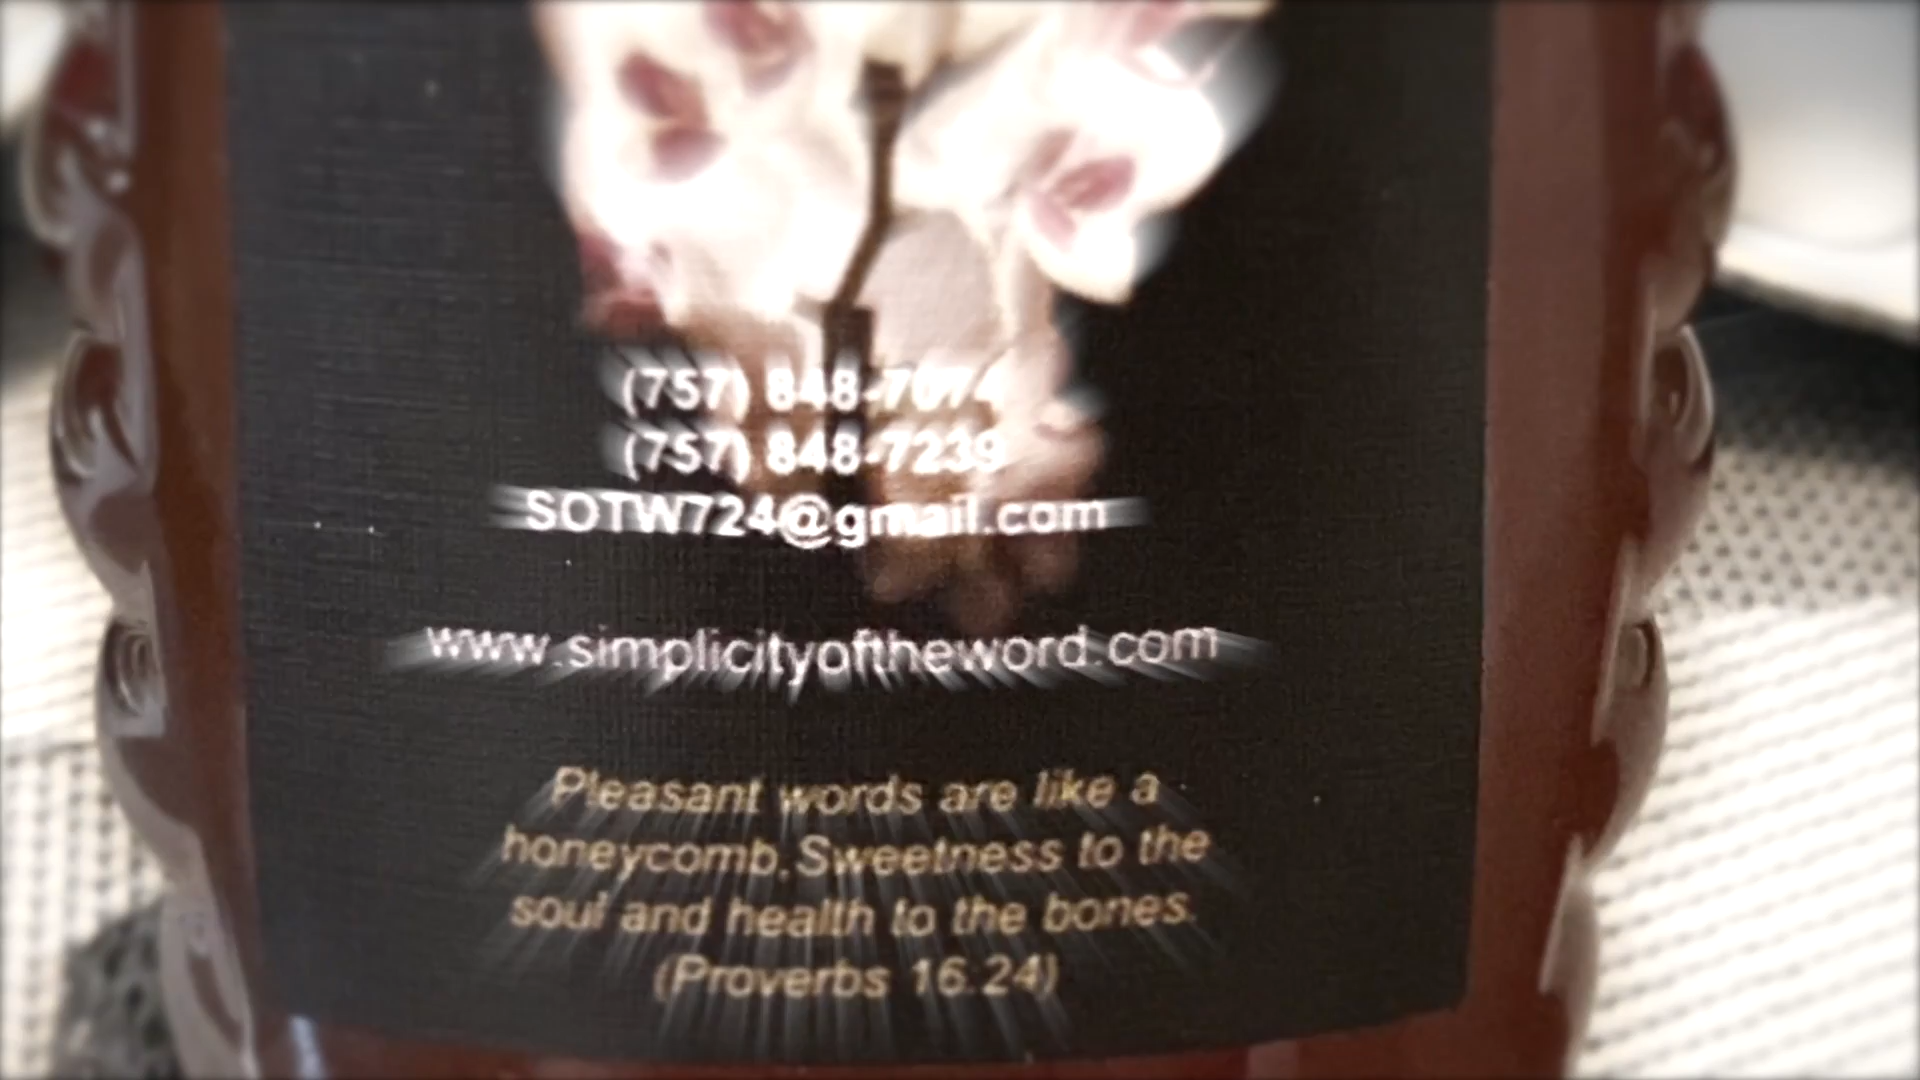 (757) 848-7074
(757) 848-7239
SOTW724@gmail.com
www.simplicityoftheword.com
Pleasant words are like a
honeycomb.Sweetness to the
soul and health to the bones.
(Proverbs 16:24)